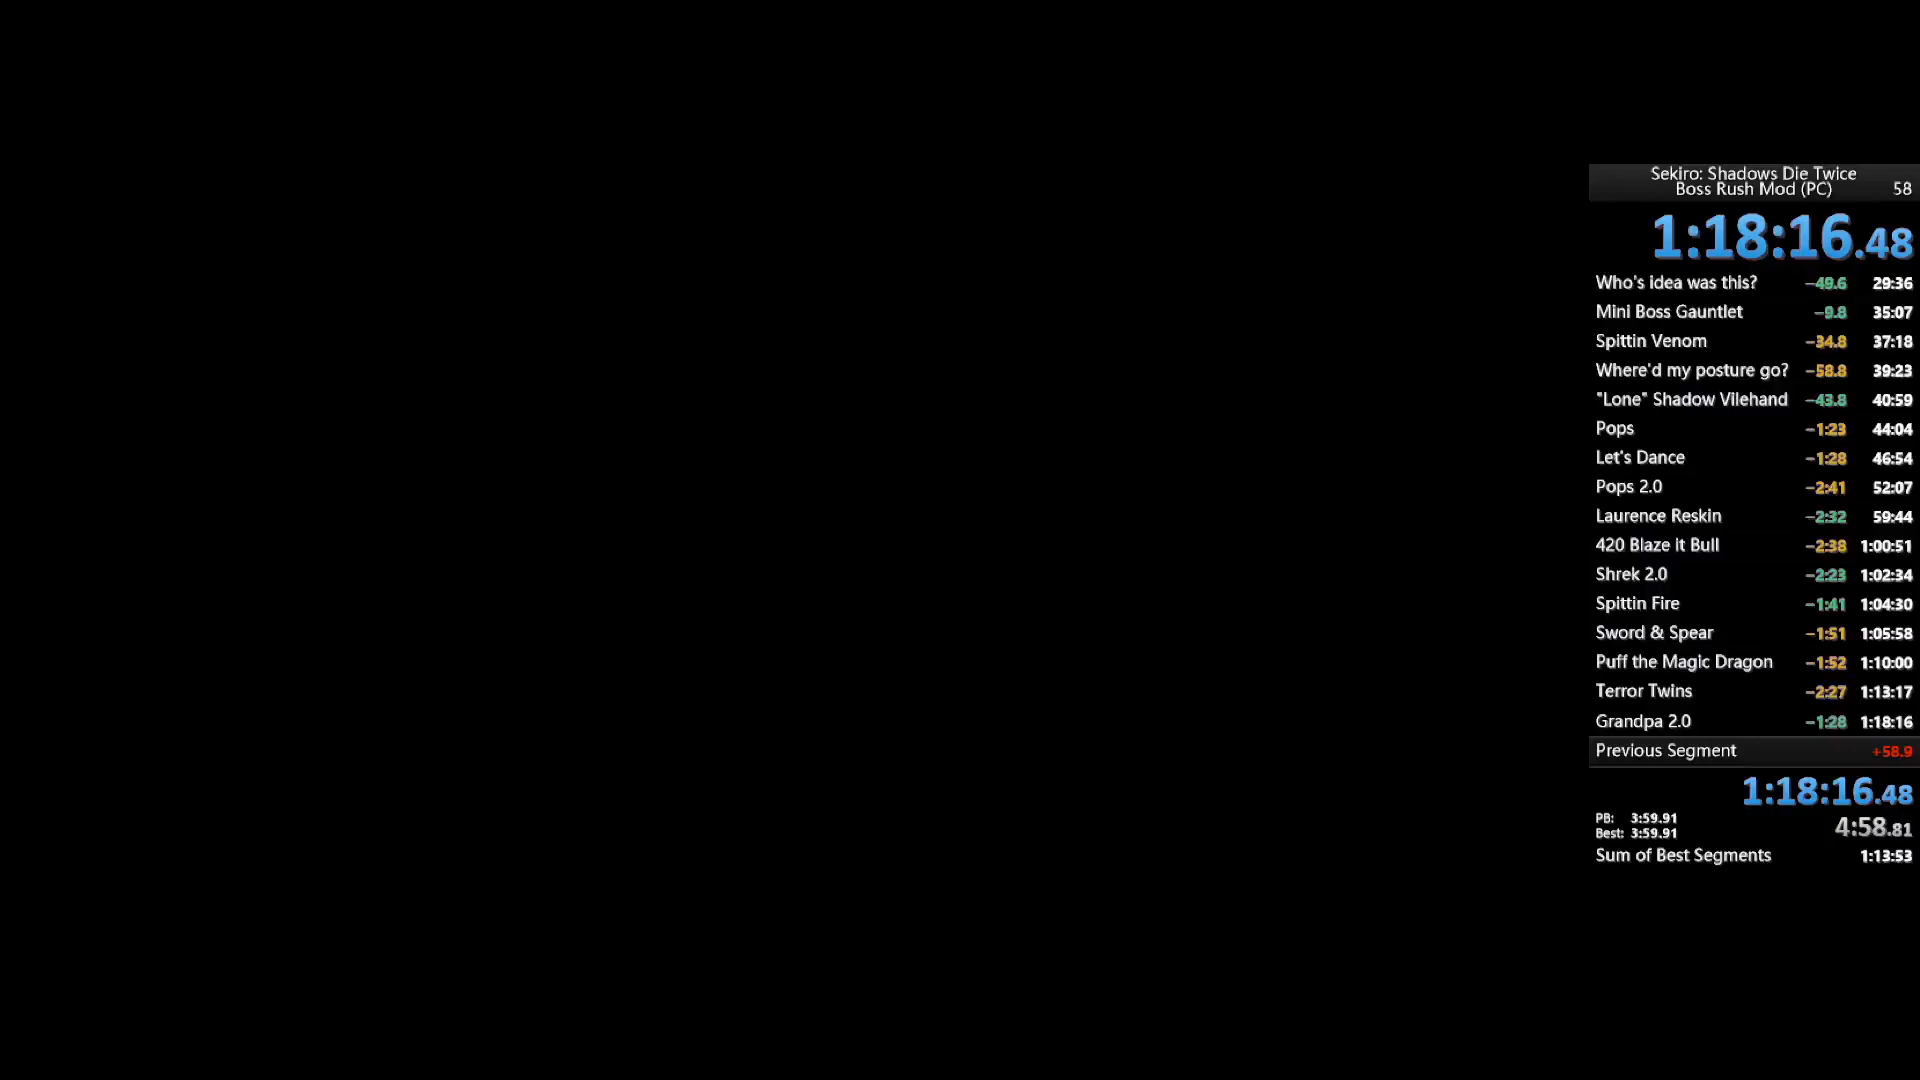 Sekiro: Shadows Die Twice
Boss Rush Mod (PC) 58
1:18:16.48
Who's idea was this? −49.6 29:36
Mini Boss Gauntlet −9.8 35:07
Spittin Venom −34.8 37:18
Where'd my posture go? −58.8 39:23
"Lone" Shadow Vilehand −43.8 40:59
Pops −1:23 44:04
Let's Dance −1:28 46:54
Pops 2.0 −2:41 52:07
Laurence Reskin −2:32 59:44
420 Blaze it Bull −2:38 1:00:51
Shrek 2.0 −2:23 1:02:34
Spittin Fire −1:41 1:04:30
Sword & Spear −1:51 1:05:58
Puff the Magic Dragon −1:52 1:10:00
Terror Twins −2:27 1:13:17
Grandpa 2.0 −1:28 1:18:16
Previous Segment +58.9
1:18:16.48
PB: 3:59.91
Best: 3:59.91
4:58.81
Sum of Best Segments 1:13:53